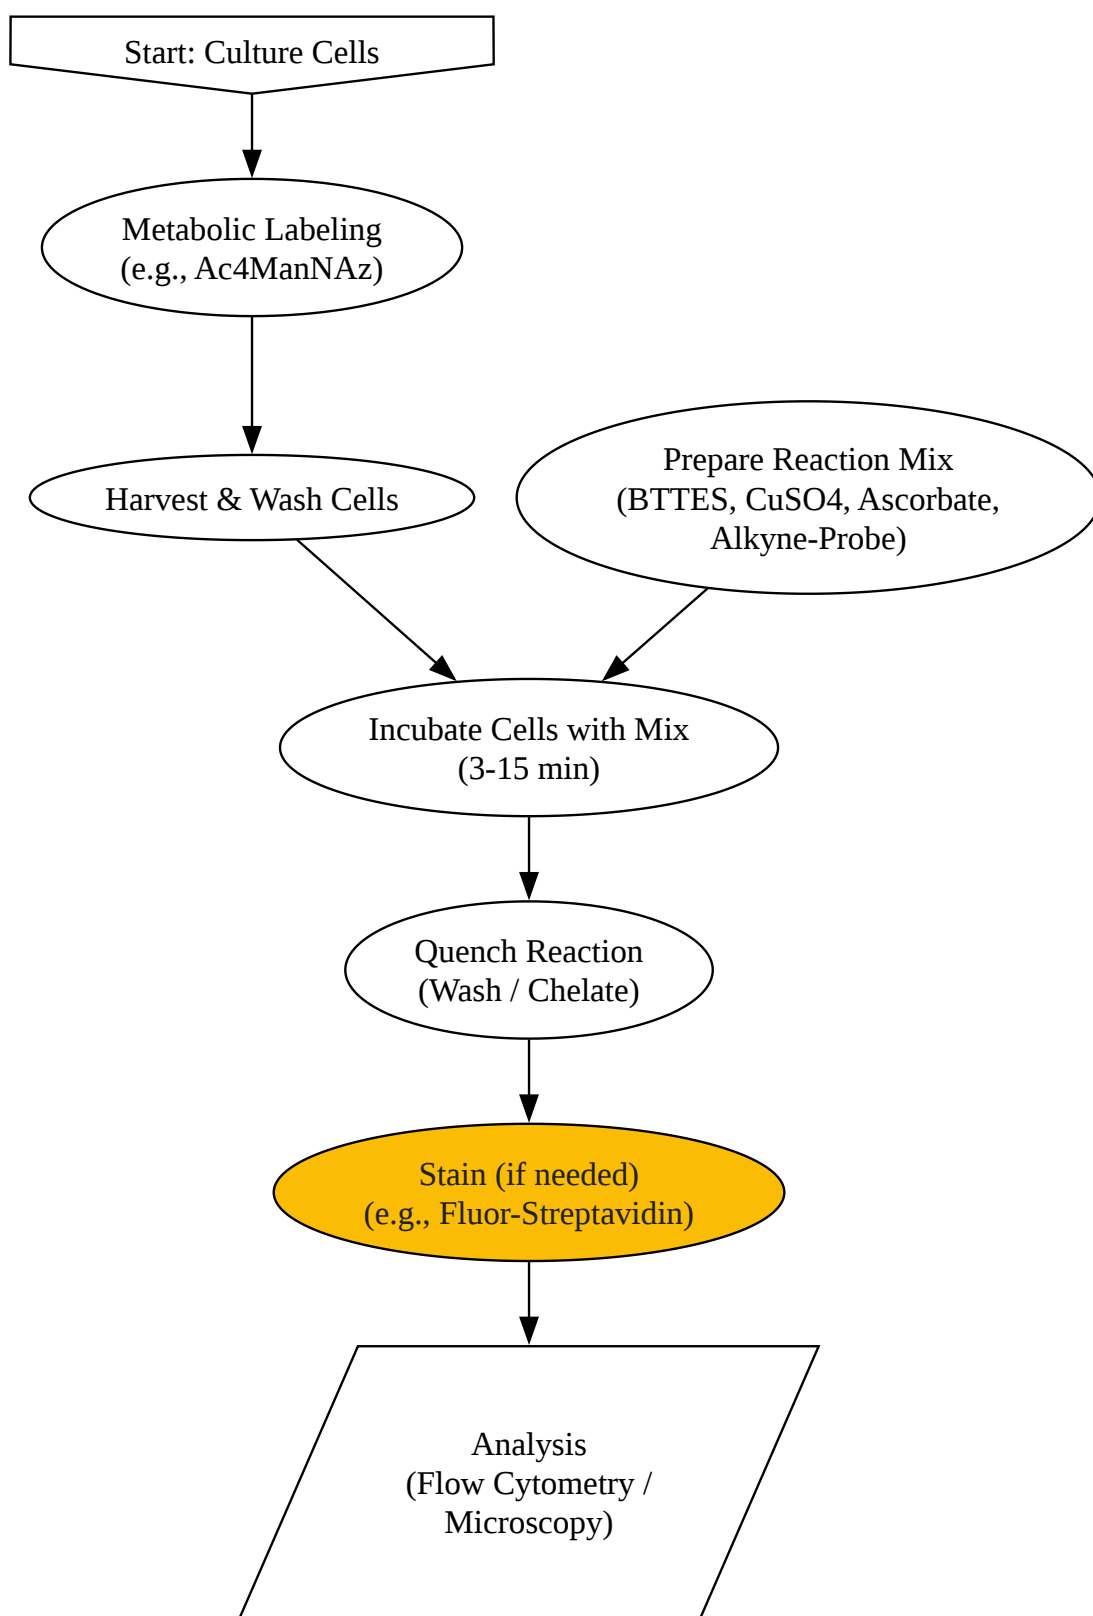 Start: Culture Cells
Metabolic Labeling
(e.g., Ac4ManNAz)
Harvest & Wash Cells
Prepare Reaction Mix
(BTTES, CuSO4, Ascorbate,
Alkyne-Probe)
Incubate Cells with Mix
(3-15 min)
Quench Reaction
(Wash / Chelate)
Stain (if needed)
(e.g., Fluor-Streptavidin)
Analysis
(Flow Cytometry /
Microscopy)